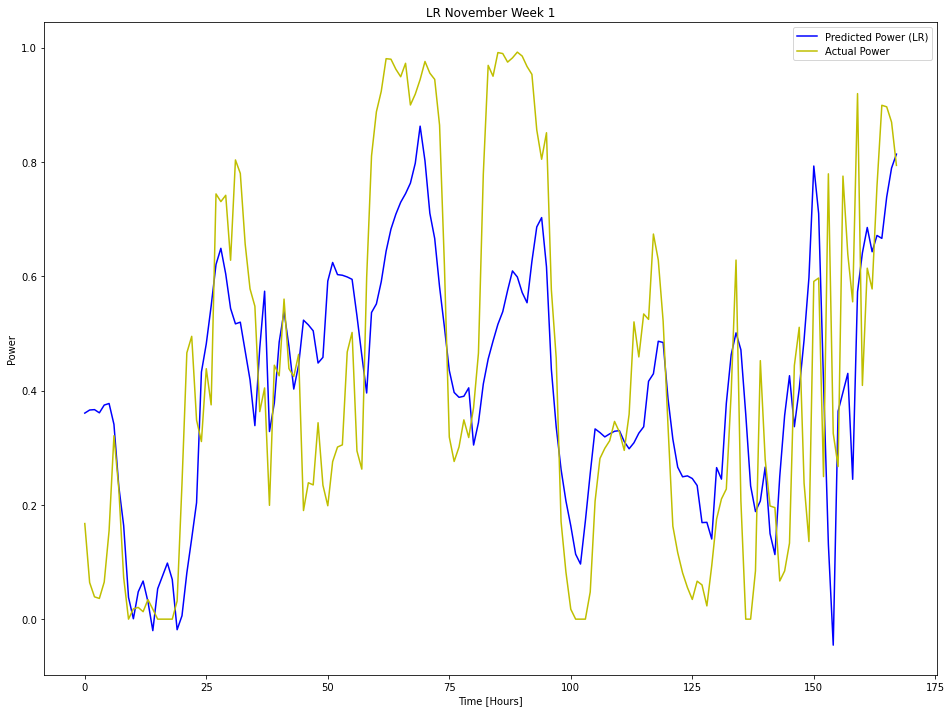 LR November Week 1
Predicted Power (LR)
Actual Power
1.0
0.8
0.6
0.4
0.2
0.0
Power
0
25
50
75
100
125
150
175
Time [Hours]